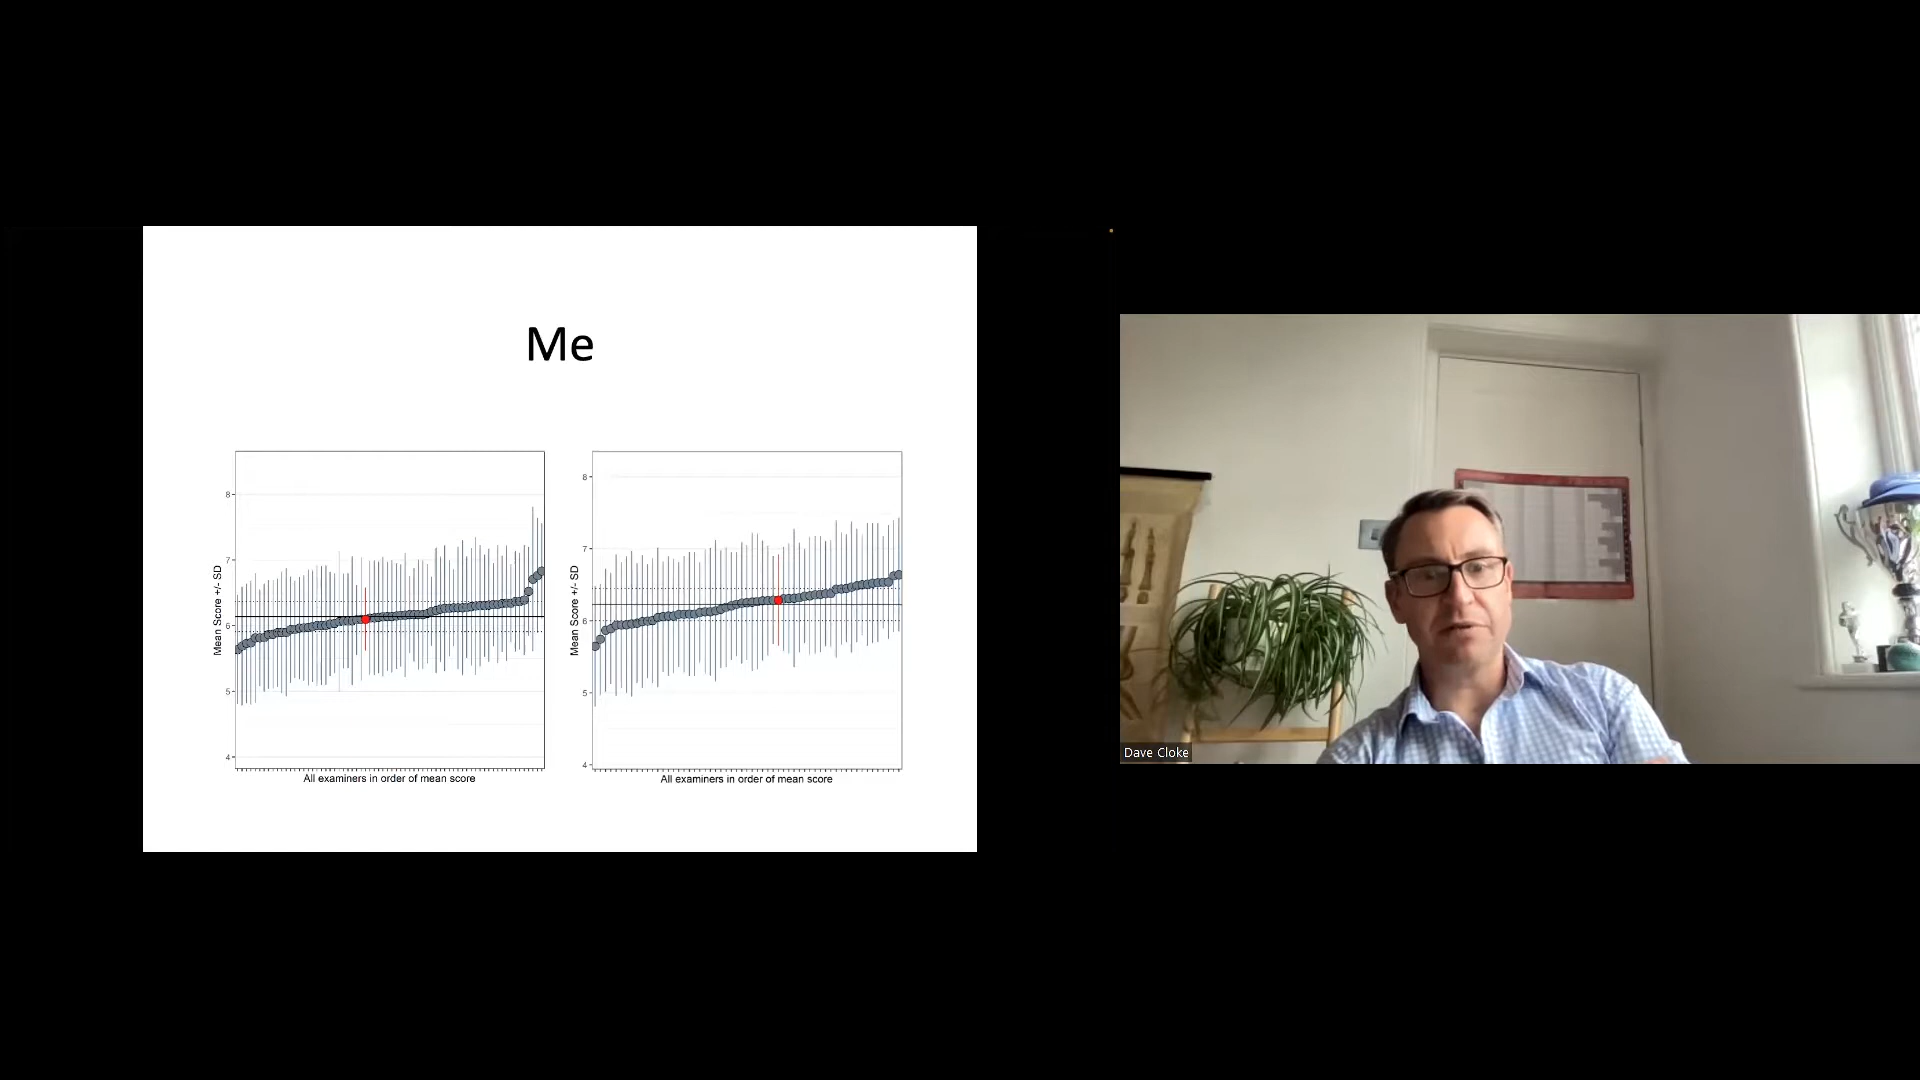 Me
Mean Score +/- SD
8
7
6
5
4
All examiners in order of mean score
Mean Score +/- SD
8
7
6
5
4
All examiners in order of mean score
Dave Cloke